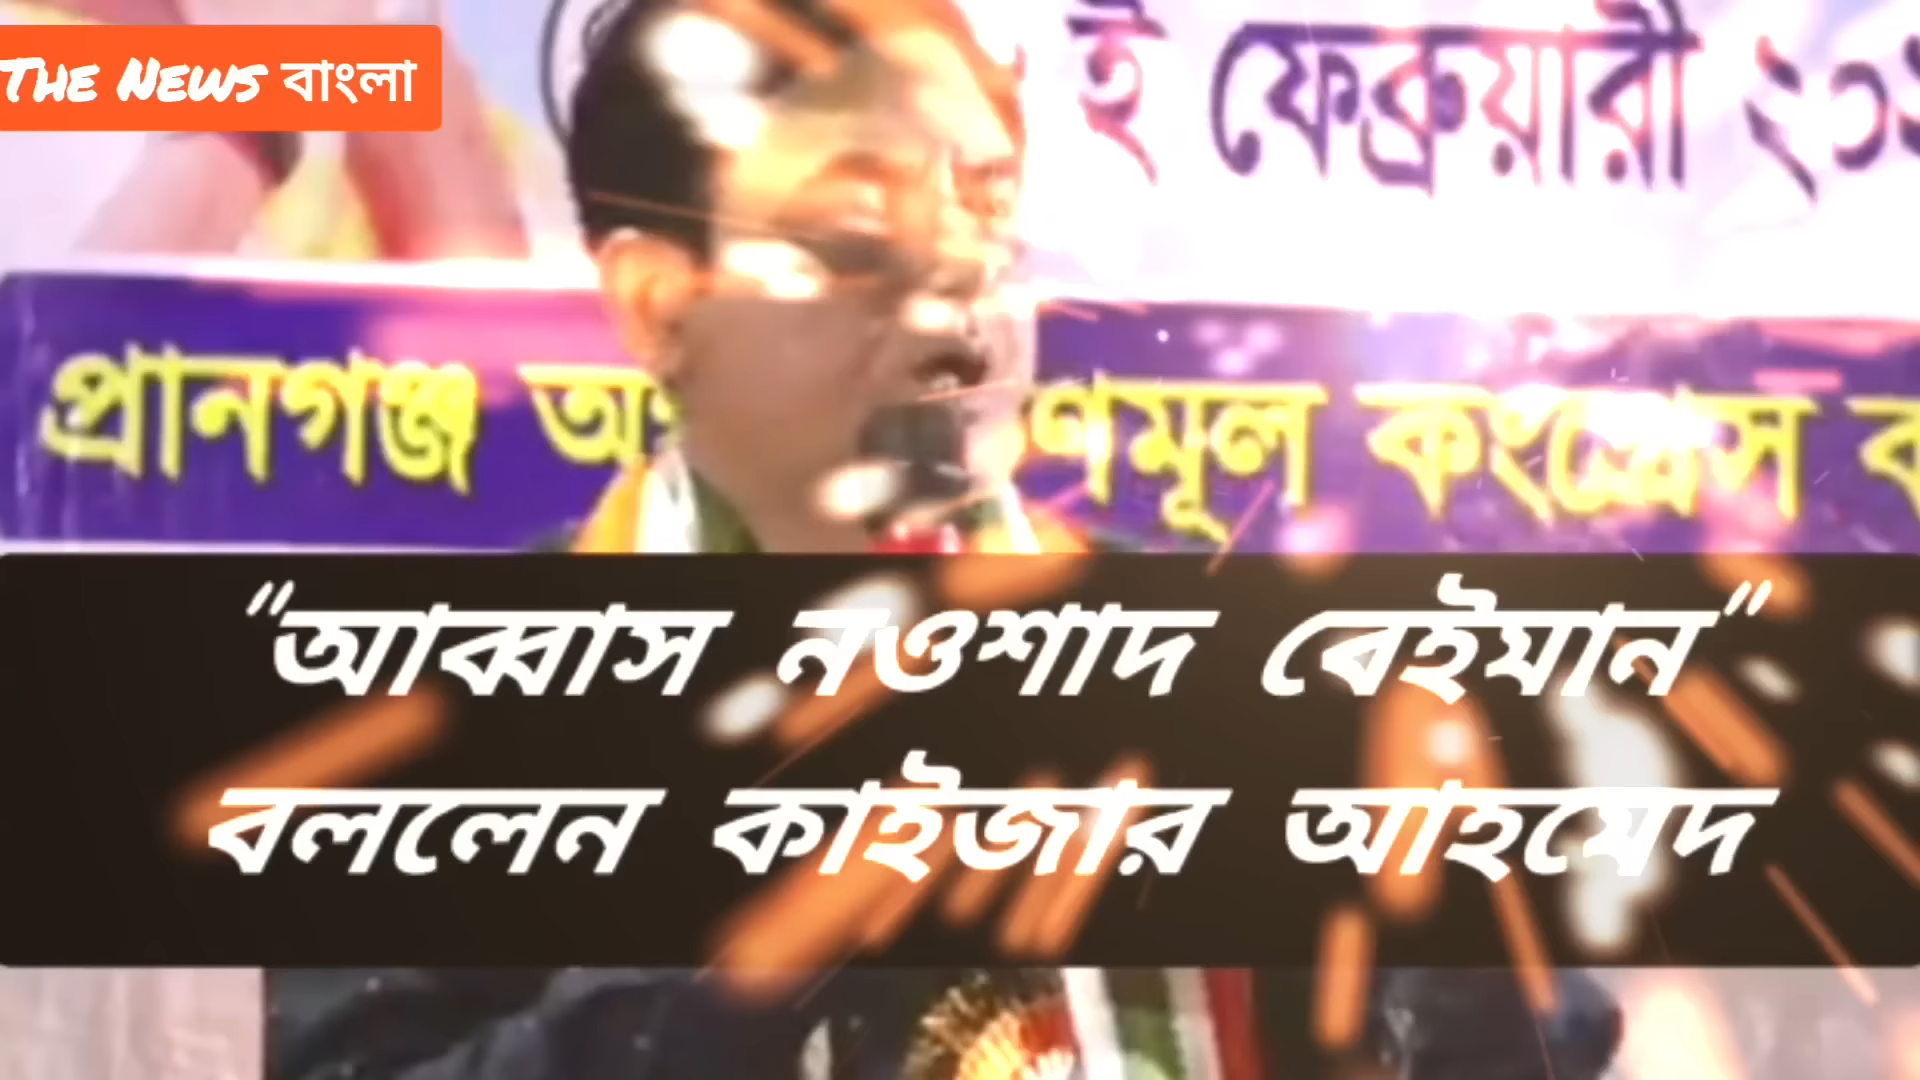 The News বাংলা
ই ফেব্রুয়ারী
প্রানগঞ্জ
কংগ্রেস
"আব্বাস নওশাদ বেইমান"
বললেন কাইজার আহমেদ